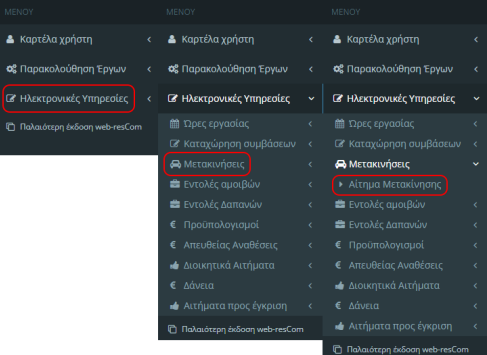 ΜΕΝΟΥ
Καρτέλα χρήστη
Παρακολούθηση Έργων
Ηλεκτρονικές Υπηρεσίες
Παλαιότερη έκδοση web-resCom
ΜΕΝΟΥ
Καρτέλα χρήστη
Παρακολούθηση Έργων
Ηλεκτρονικές Υπηρεσίες
Ώρες εργασίας
Καταχώρηση συμβάσεων
Μετακινήσεις
Εντολές αμοιβών
Εντολές Δαπανών
Προϋπολογισμοί
Απευθείας Αναθέσεις
Διοικητικά Αιτήματα
Δάνεια
Αιτήματα προς έγκριση
Παλαιότερη έκδοση web-resCom
ΜΕΝΟΥ
Καρτέλα χρήστη
Παρακολούθηση Έργων
Ηλεκτρονικές Υπηρεσίες
Ώρες εργασίας
Καταχώρηση συμβάσεων
Μετακινήσεις
Αίτημα Μετακίνησης
Εντολές αμοιβών
Εντολές Δαπανών
Προϋπολογισμοί
Απευθείας Αναθέσεις
Διοικητικά Αιτήματα
Δάνεια
Αιτήματα προς έγκριση
Παλαιότερη έκδοση web-resCom